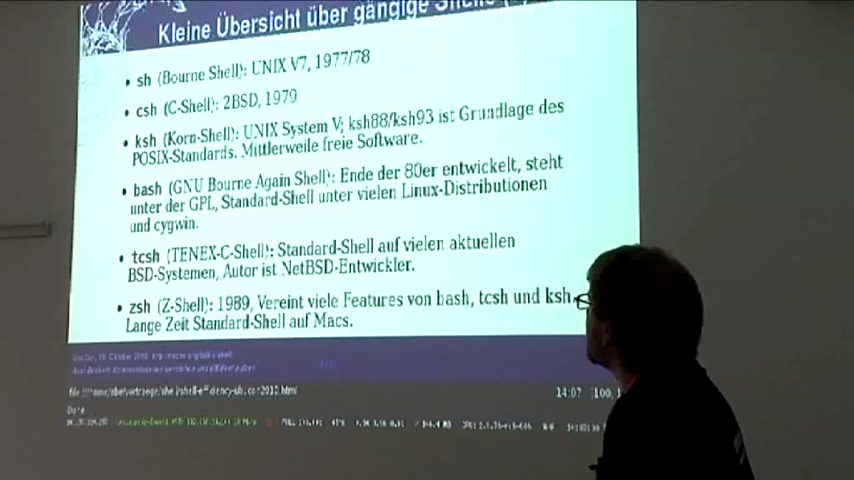 Kleine Übersicht über gängige Shells
• sh (Bourne Shell): UNIX V7, 1977/78
• csh (C-Shell): 2BSD, 1979
• ksh (Korn-Shell): UNIX System V; ksh88/ksh93 ist Grundlage des
POSIX-Standards. Mittlerweile freie Software.
• bash (GNU Bourne Again Shell): Ende der 80er entwickelt, steht
unter der GPL, Standard-Shell unter vielen Linux-Distributionen
und cygwin.
• tcsh (TENEX-C-Shell): Standard-Shell auf vielen aktuellen
BSD-Systemen, Autor ist NetBSD-Entwickler.
• zsh (Z-Shell): 1989, Vereint viele Features von bash, tcsh und ksh.
Lange Zeit Standard-Shell auf Macs.
14:07
Done